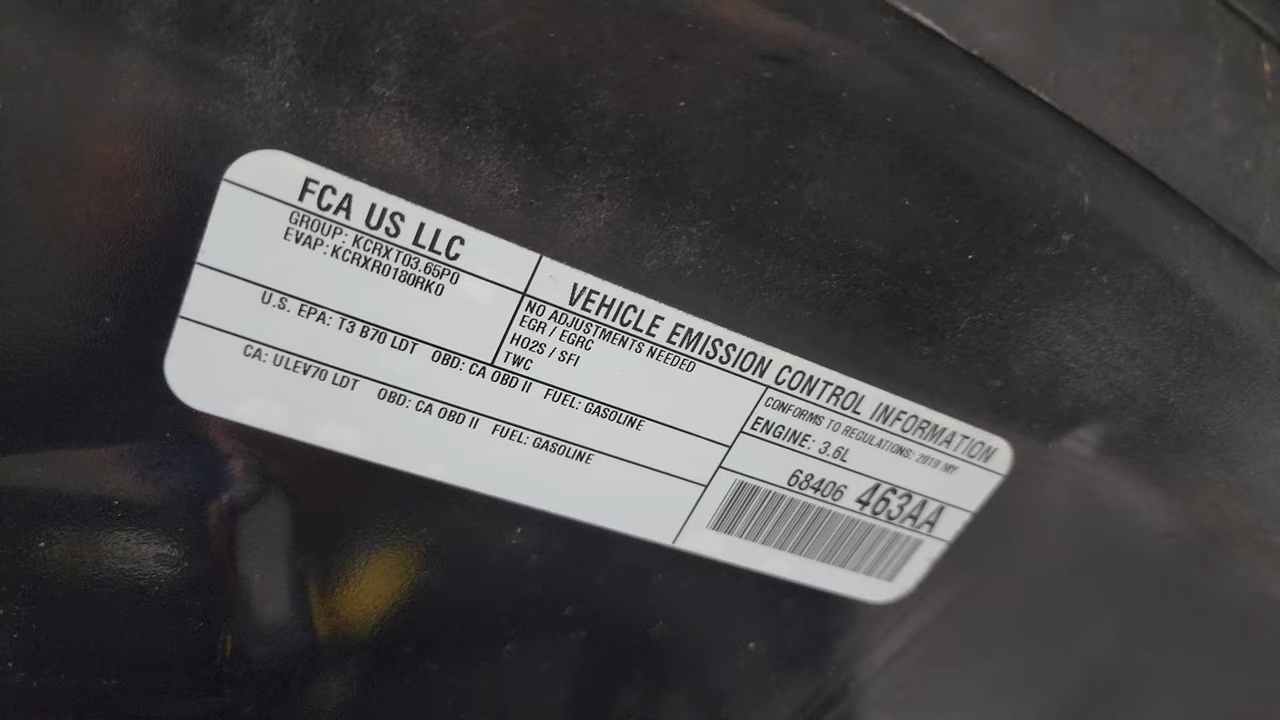 FCA US LLC
GROUP: KCRXT03.65P0
EVAP: KCRXR0180RK0
VEHICLE EMISSION CONTROL INFORMATION
NO ADJUSTMENTS NEEDED
EGR / EGRC
HO2S / SFI
TWC
CONFORMS TO REGULATIONS: 2019 MY
ENGINE: 3.6L
U.S. EPA: T3 B70 LDT OBD: CA OBD II FUEL: GASOLINE
CA: ULEV70 LDT OBD: CA OBD II FUEL: GASOLINE
68406 463AA